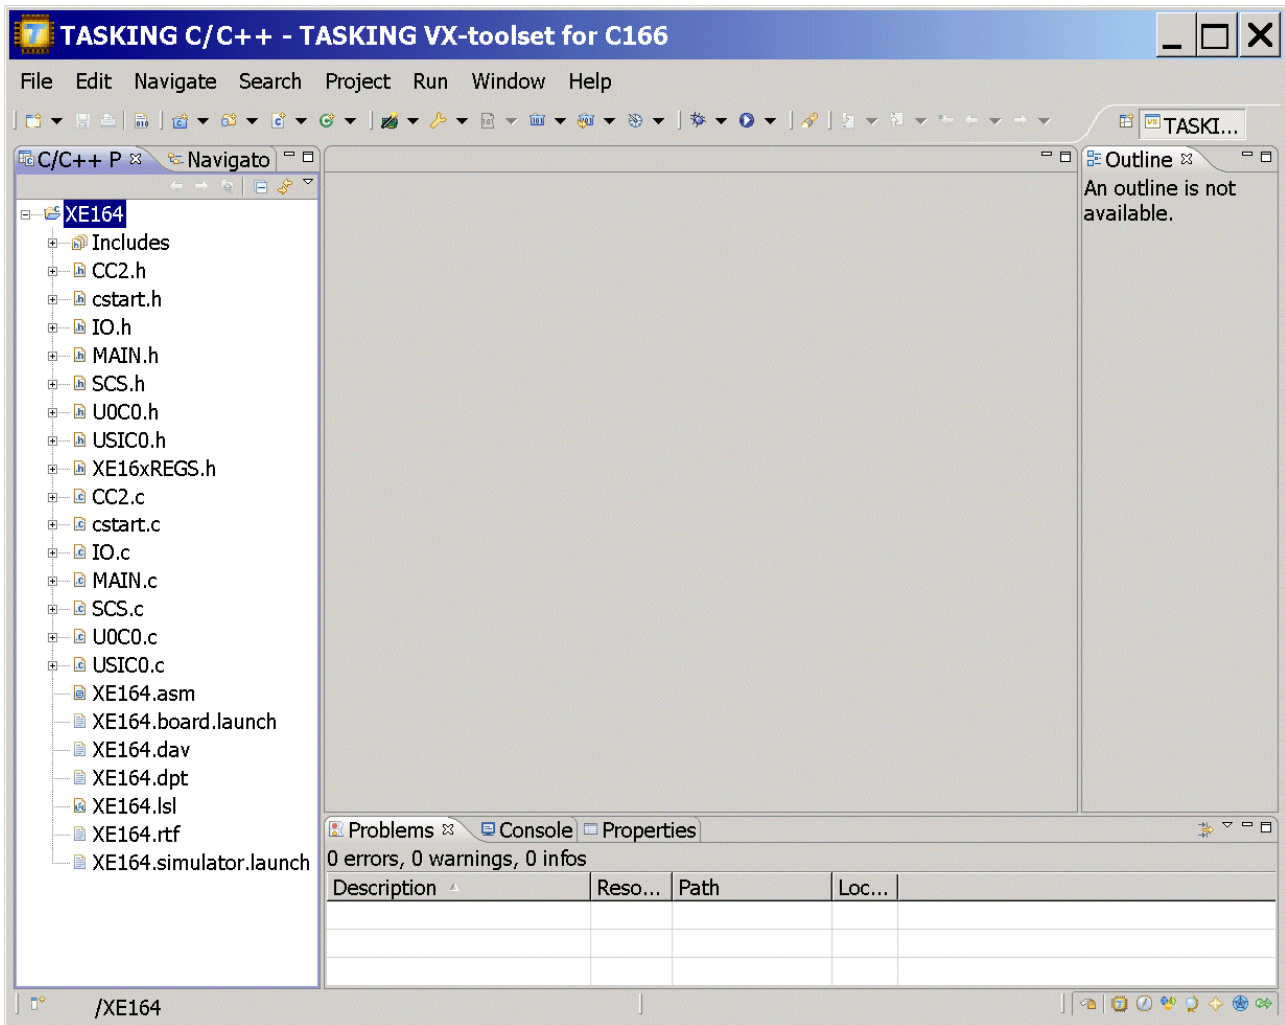 TASKING C/C++ - TASKING VX-toolset for C166
File Edit Navigate Search Project Run Window Help
TASKI...
C/C++ P Navigato
Outline
An outline is not
available.
XE164
Includes
CC2.h
cstart.h
IO.h
MAIN.h
SCS.h
U0C0.h
USIC0.h
XE16xREGS.h
CC2.c
cstart.c
IO.c
MAIN.c
SCS.c
U0C0.c
USIC0.c
XE164.asm
XE164.board.launch
XE164.dav
XE164.dpt
XE164.lsl
XE164.rtf
XE164.simulator.launch
Problems Console Properties
0 errors, 0 warnings, 0 infos
Description Reso... Path Loc...
/XE164